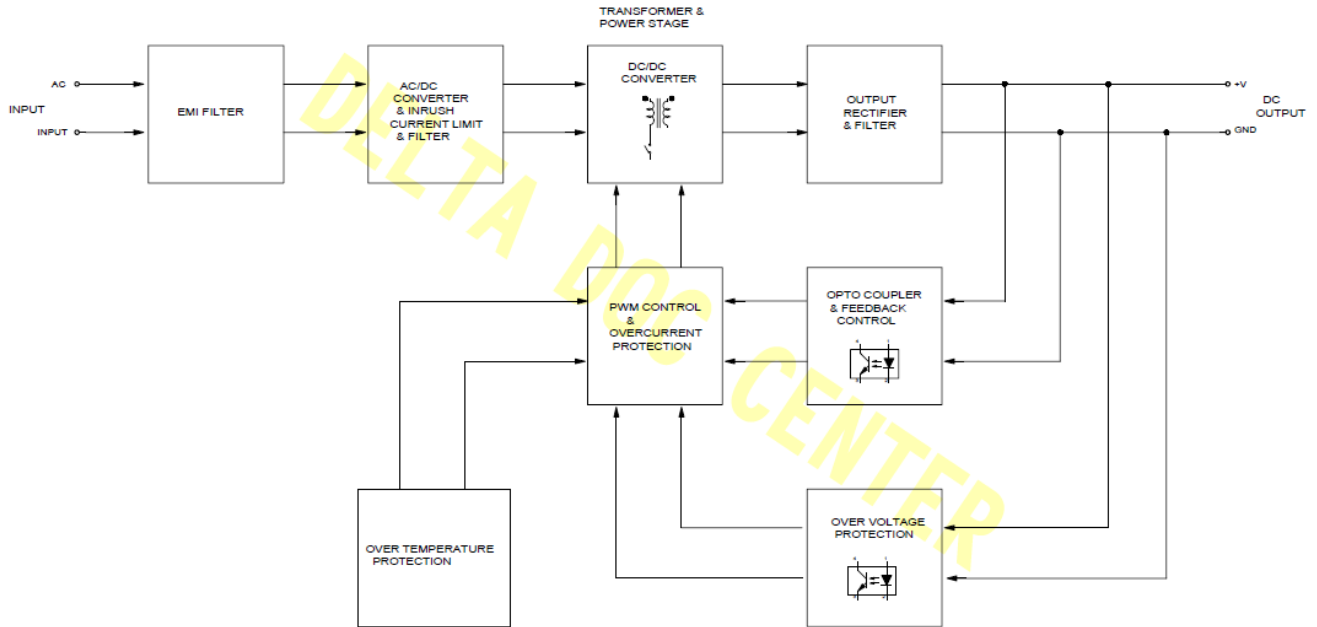 TRANSFORMER &
POWER STAGE
AC
INPUT
INPUT
EMI FILTER
AC/DC
CONVERTER
& INRUSH
CURRENT LIMIT
& FILTER
DC/DC
CONVERTER
OUTPUT
RECTIFIER
& FILTER
+V
DC
OUTPUT
GND
PWM CONTROL
&
OVERCURRENT
PROTECTION
OPTO COUPLER
& FEEDBACK
CONTROL
OVER TEMPERATURE
PROTECTION
OVER VOLTAGE
PROTECTION
DELTA DOC CENTER